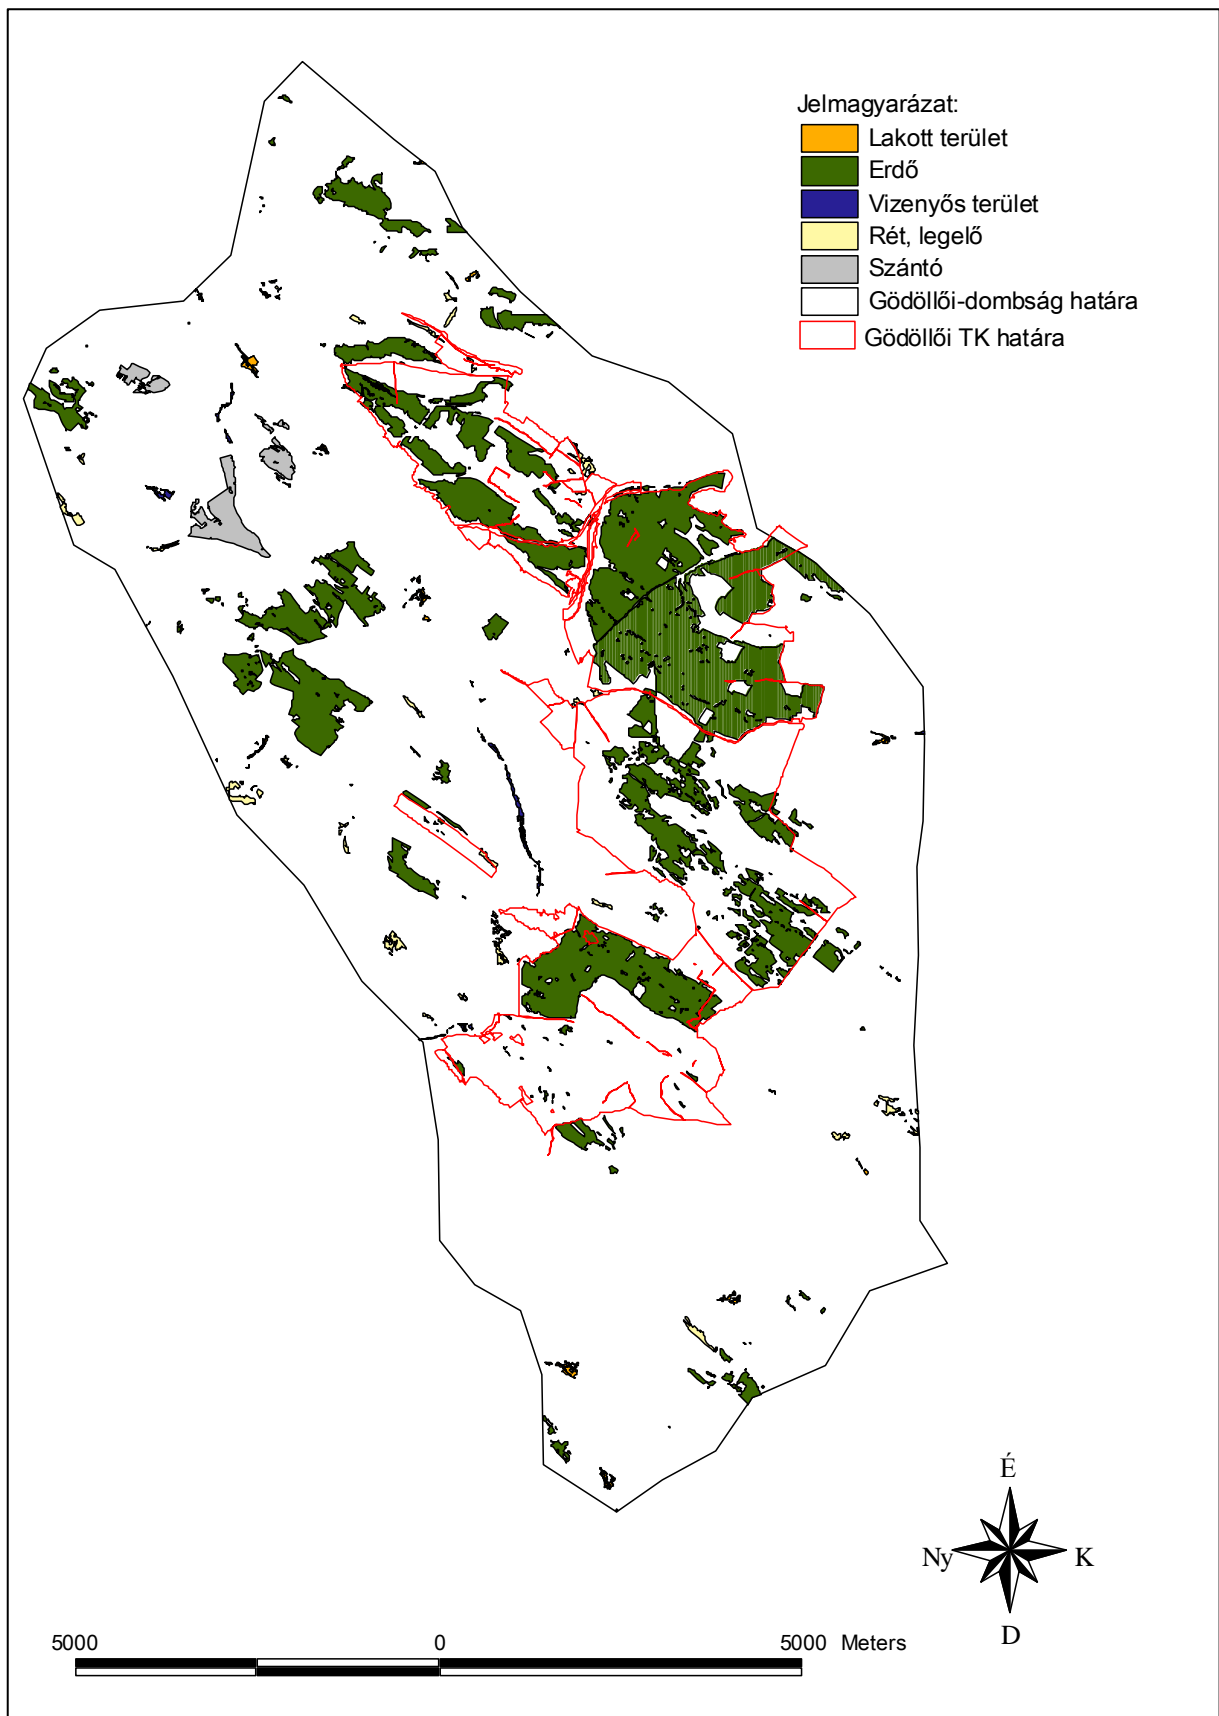 Jelmagyarázat:
Lakott terület
Erdő
Vizenyős terület
Rét, legelő
Szántó
Gödöllői-dombság határa
Gödöllői TK határa
É
Ny
K
D
5000
0
5000 Meters